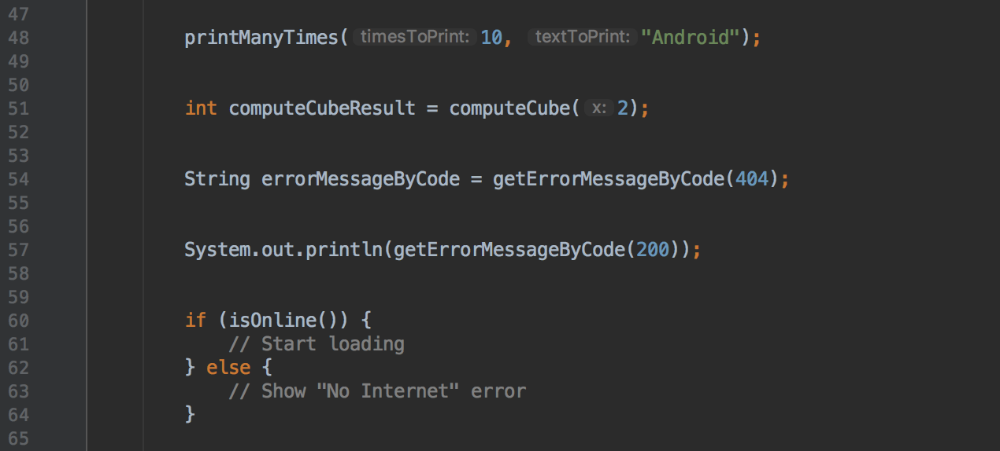 47
48 printManyTimes( timesToPrint: 10, textToPrint: "Android");
49
50
51 int computeCubeResult = computeCube( x: 2);
52
53
54 String errorMessageByCode = getErrorMessageByCode(404);
55
56
57 System.out.println(getErrorMessageByCode(200));
58
59
60 if (isOnline()) {
61 // Start loading
62 } else {
63 // Show "No Internet" error
64 }
65